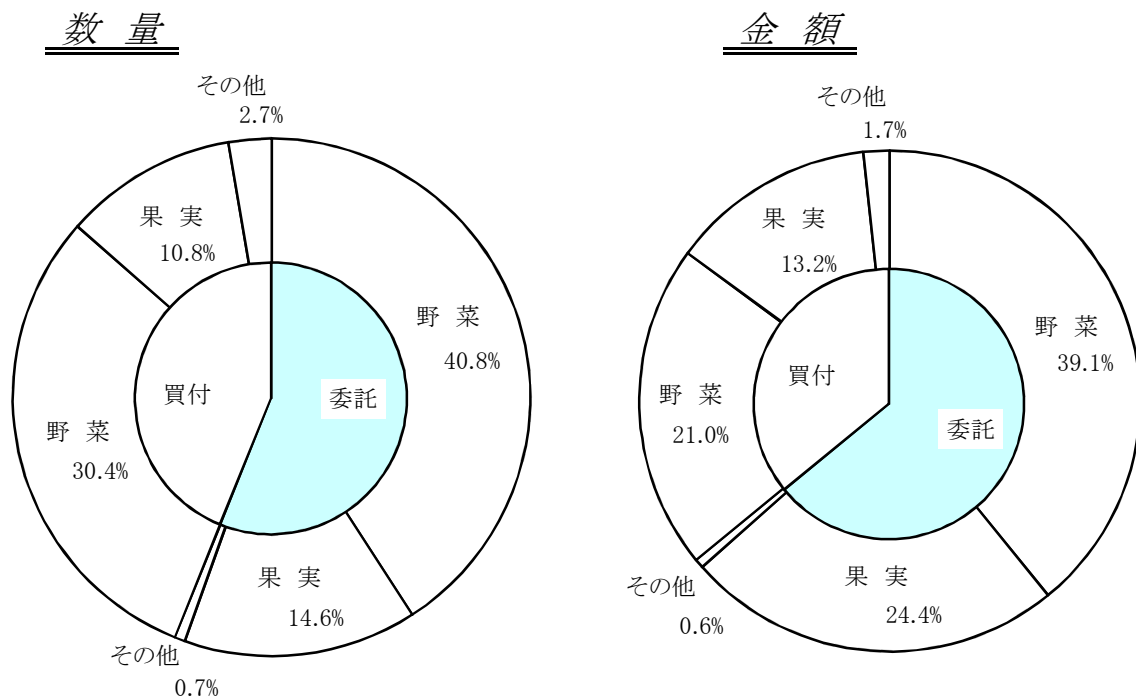 数 量
その他
2.7%
果 実
10.8%
野 菜
40.8%
買付
委託
野 菜
30.4%
果 実
14.6%
その他
0.7%
金 額
その他
1.7%
果 実
13.2%
野 菜
39.1%
買付
委託
野 菜
21.0%
果 実
24.4%
その他
0.6%